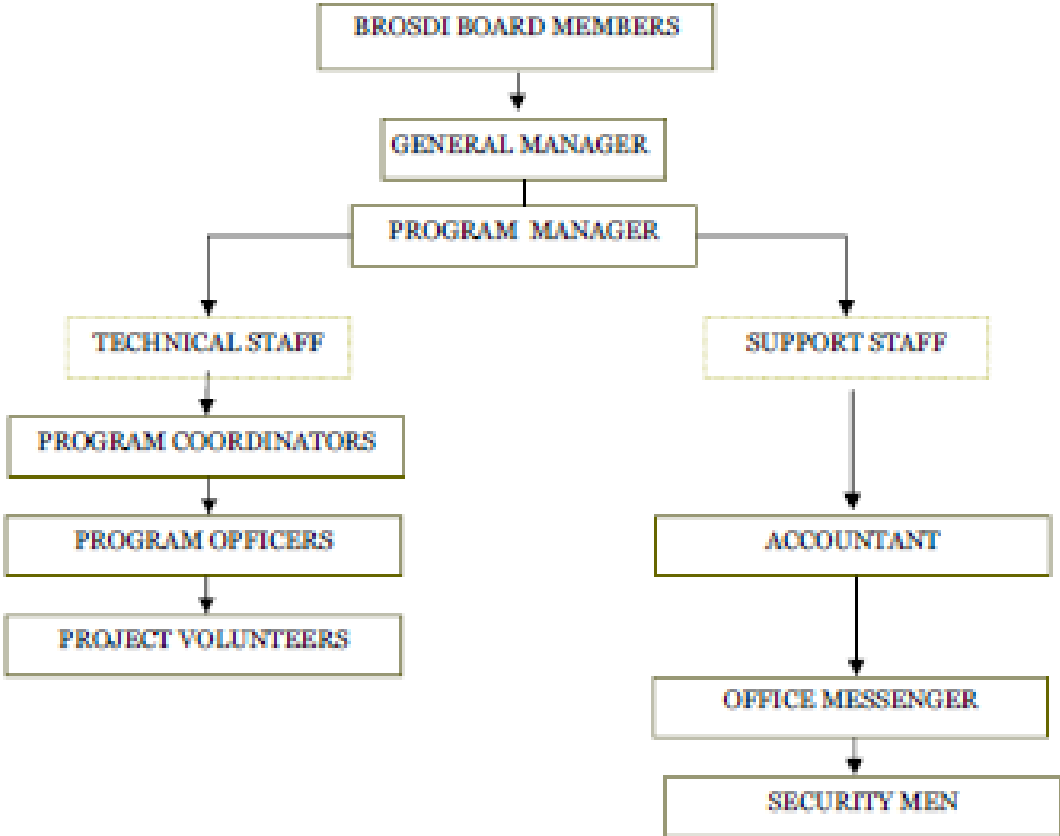 BROSDI BOARD MEMBERS
GENERAL MANAGER
PROGRAM MANAGER
TECHNICAL STAFF
SUPPORT STAFF
PROGRAM COORDINATORS
PROGRAM OFFICERS
ACCOUNTANT
PROJECT VOLUNTEERS
OFFICE MESSENGER
SECURITY MEN